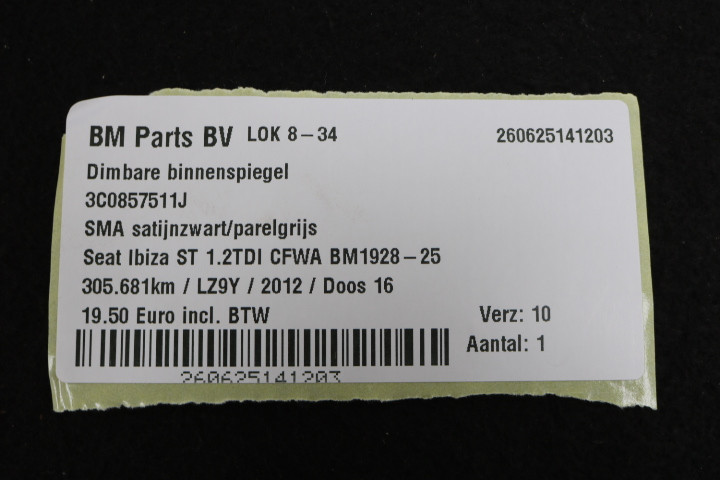 BM Parts BV LOK 8-34 260625141203
Dimbare binnenspiegel
3C0857511J
SMA satijnzwart/parelgrijs
Seat Ibiza ST 1.2TDI CFWA BM1928-25
305.681km / LZ9Y / 2012 / Doos 16
19.50 Euro incl. BTW Verz: 10
Aantal: 1
260625141203